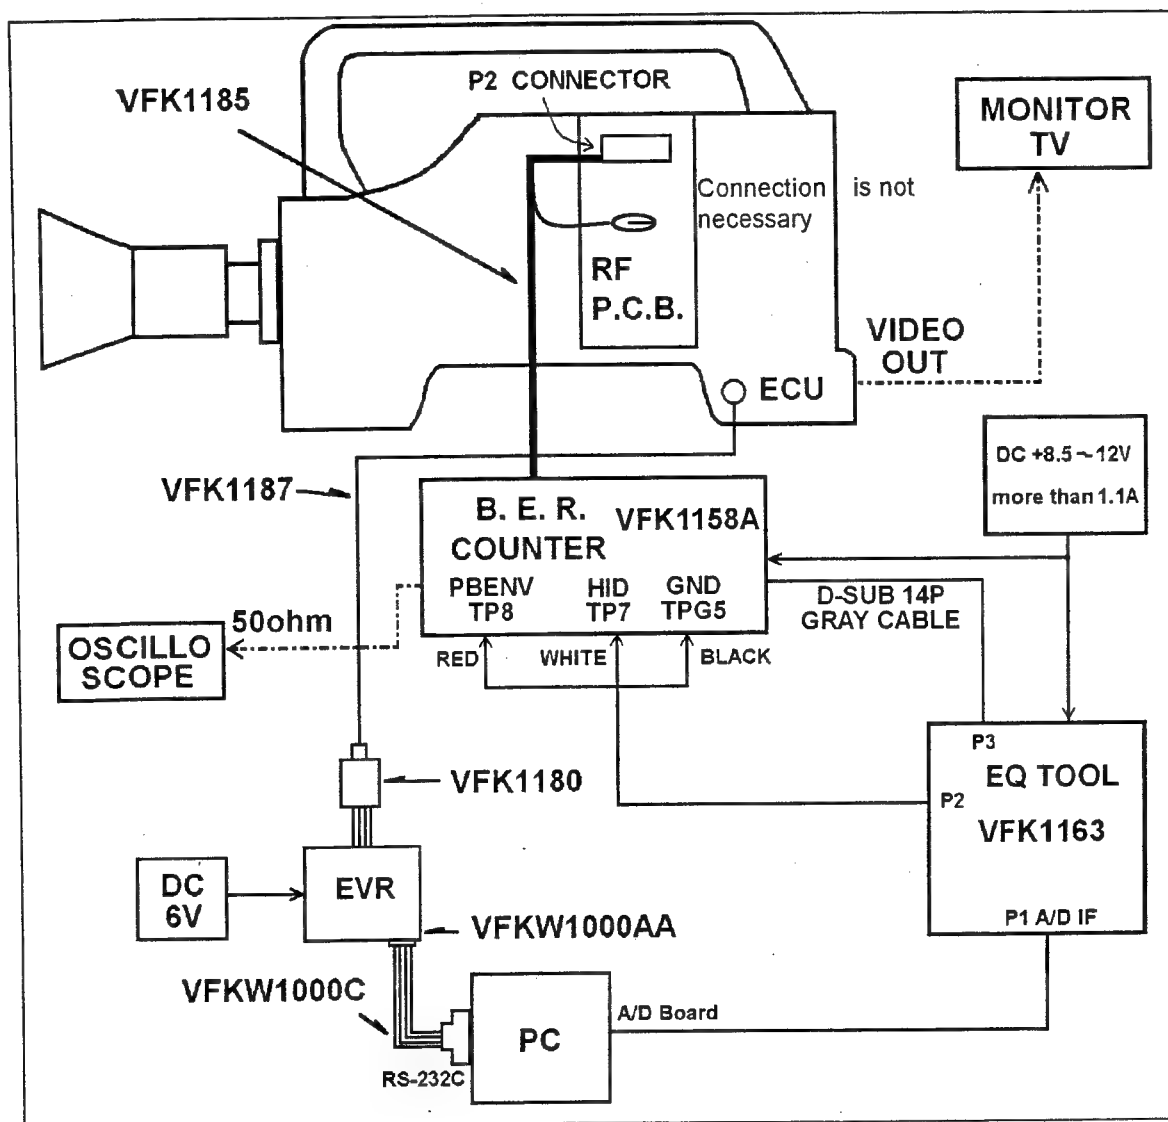 P2 CONNECTOR
VFK1185
MONITOR
TV
Connection is not
necessary
RF
P.C.B.
VIDEO
OUT
ECU
DC +8.5～12V
more than 1.1A
VFK1187
B. E. R.
COUNTER
VFK1158A
PBENV
TP8
HID
TP7
GND
TPG5
D-SUB 14P
GRAY CABLE
50ohm
OSCILLO
SCOPE
RED
WHITE
BLACK
P3
EQ TOOL
P2
VFK1163
P1 A/D IF
VFK1180
DC
6V
EVR
VFKW1000AA
VFKW1000C
PC
A/D Board
RS-232C